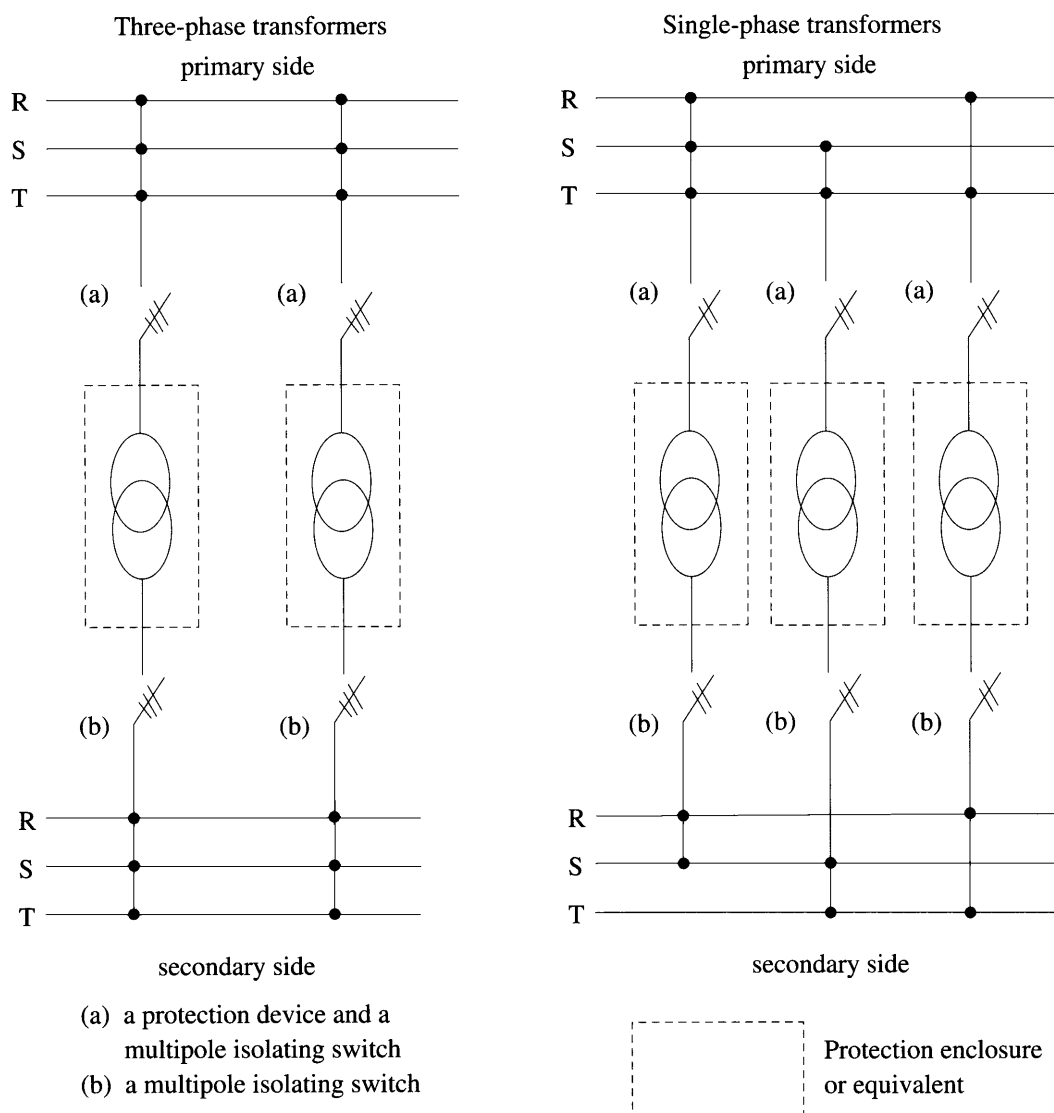 Three-phase transformers
primary side
R
S
T
(a)
(a)
(b)
(b)
R
S
T
secondary side
(a) a protection device and a
multipole isolating switch
(b) a multipole isolating switch
Single-phase transformers
primary side
R
S
T
(a)
(a)
(a)
(b)
(b)
(b)
R
S
T
secondary side
Protection enclosure
or equivalent